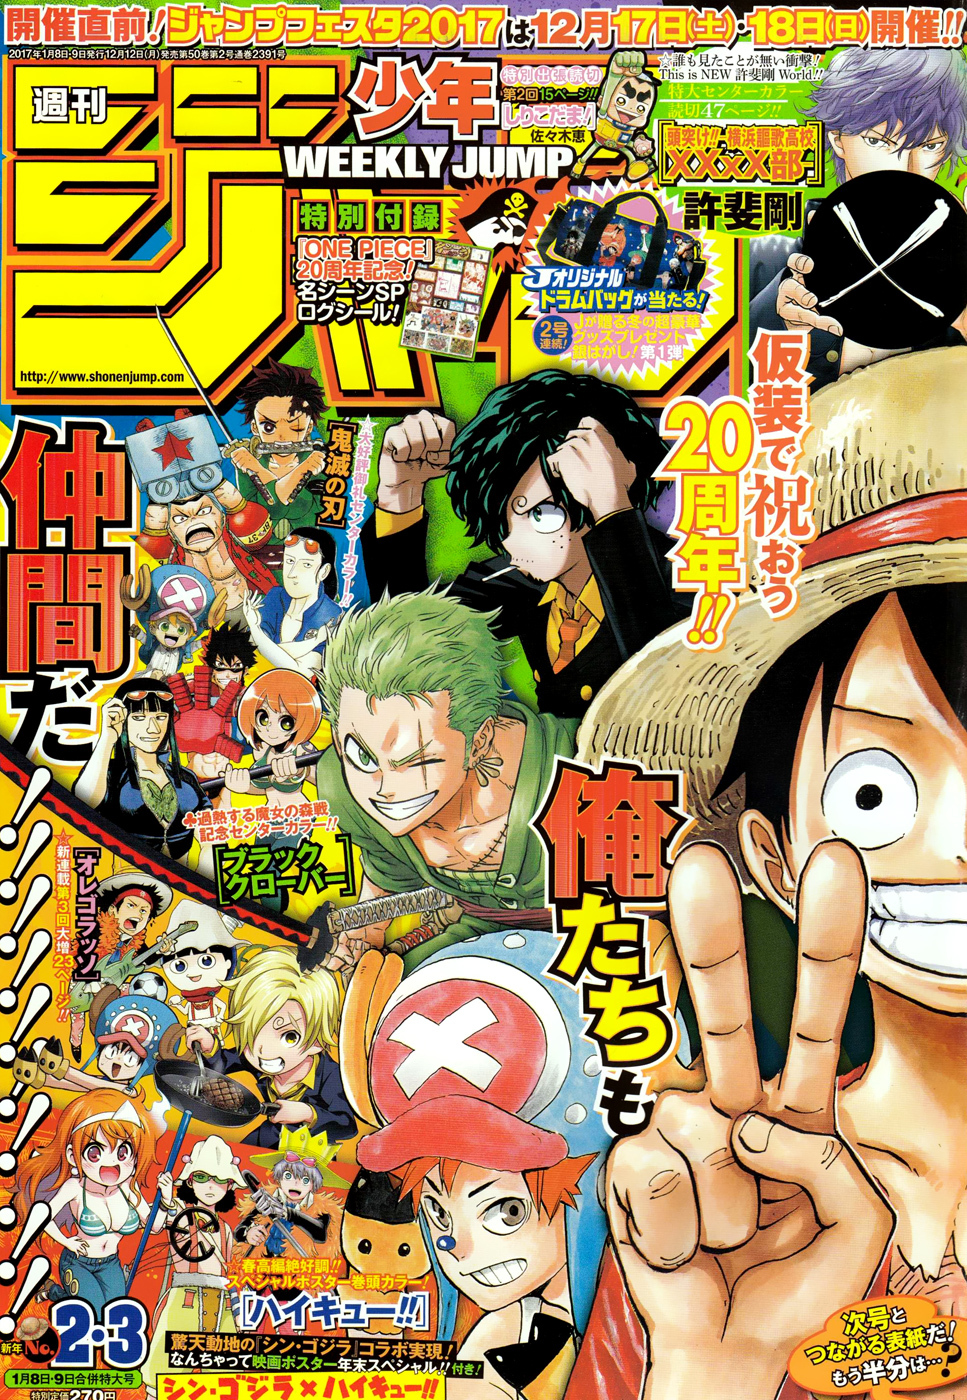 開催直前!ジャンプフェスタ2017は12月17日(土)・18日(日)開催!!
2017年1月8日・9日発行12月12日(月)発売第50巻第2号通巻2391号
週刊
少年
ジャンプ
WEEKLY JUMP
http://www.shonenjump.com
特別出張読切
第2回15ページ!!
しりこだま!
佐々木恵
☆誰も見たことが無い衝撃!
This is NEW 許斐剛 World.!!
特大センターカラー
読切47ページ!!
頭突け!!横浜謳歌高校
××××部
許斐剛
特別付録
『ONE PIECE』
20周年記念!
名シーンSP
ログシール!
Jオリジナル
ドラムバッグが当たる!
2号連続!
Jが贈る冬の超豪華
グッズプレゼント
銀はがし!第1弾
仮装で祝おう
20周年!!
☆大好評御礼センターカラー!!
[鬼滅の刃]
俺たちも
仲間だ!!!!!!!!!!
♣過熱する魔女の森戦
記念センターカラー!!
[ブラック
クローバー]
[オレゴラッソ]
☆新連載第3回大増23ページ!!
☆春高編絶好調!!
スペシャルポスター巻頭カラー!
[ハイキュー!!]
驚天動地の『シン・ゴジラ』コラボ実現!
なんちゃって映画ポスター年末スペシャル!!付き!
シン・ゴジラ×ハイキュー!!
新年No.2・3
1月8日・9日合併特大号
特別定価270円
次号と
つながる表紙だ!
もう半分は…?